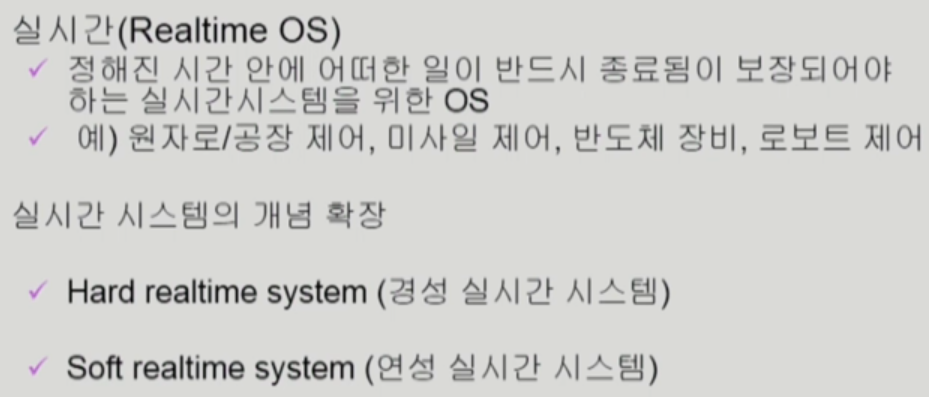 실시간(Realtime OS)
✓ 정해진 시간 안에 어떠한 일이 반드시 종료됨이 보장되어야
하는 실시간시스템을 위한 OS
✓ 예) 원자로/공장 제어, 미사일 제어, 반도체 장비, 로보트 제어
실시간 시스템의 개념 확장
✓ Hard realtime system (경성 실시간 시스템)
✓ Soft realtime system (연성 실시간 시스템)